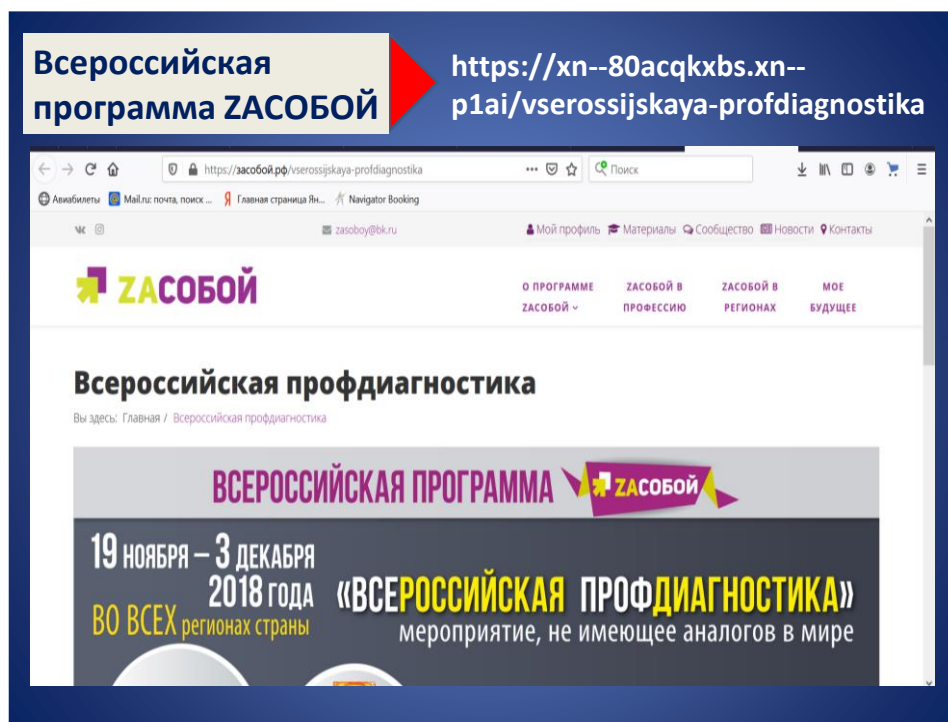 Всероссийская
программа ZАСОБОЙ
https://xn--80acqkxbs.xn--
p1ai/vserossijskaya-profdiagnostika
https://засобой.рф/vserossijskaya-profdiagnostika
Поиск
Авиабилеты Mail.ru: почта, поиск ... Главная страница Ян... Navigator Booking
zasoboy@bk.ru Мой профиль Материалы Сообщество Новости Контакты
ZАСОБОЙ
О ПРОГРАММЕ ZАСОБОЙ В ZАСОБОЙ В МОЕ
ZАСОБОЙ ПРОФЕССИЮ РЕГИОНАХ БУДУЩЕЕ
Всероссийская профдиагностика
Вы здесь: Главная / Всероссийская профдиагностика
ВСЕРОССИЙСКАЯ ПРОГРАММА ZАСОБОЙ
19 НОЯБРЯ – 3 ДЕКАБРЯ
2018 ГОДА
ВО ВСЕХ регионах страны
«ВСЕРОССИЙСКАЯ ПРОФДИАГНОСТИКА»
мероприятие, не имеющее аналогов в мире